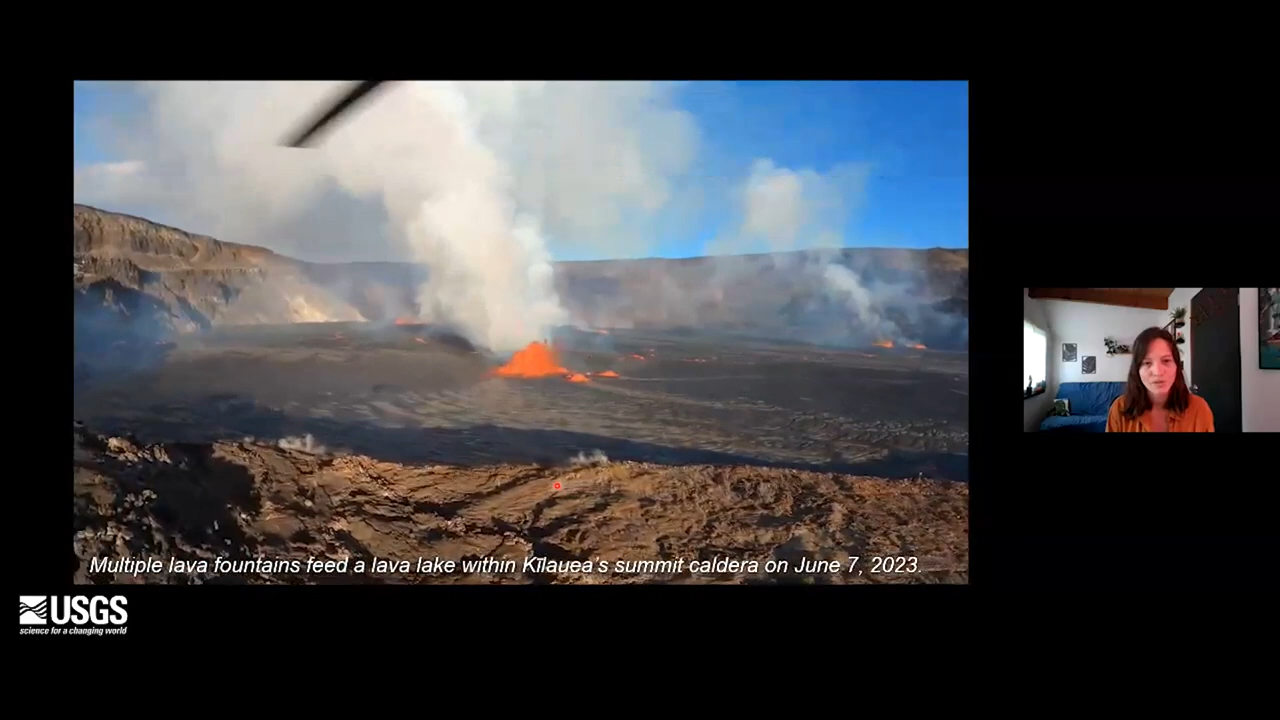 Multiple lava fountains feed a lava lake within Kīlauea's summit caldera on June 7, 2023.
USGS
science for a changing world